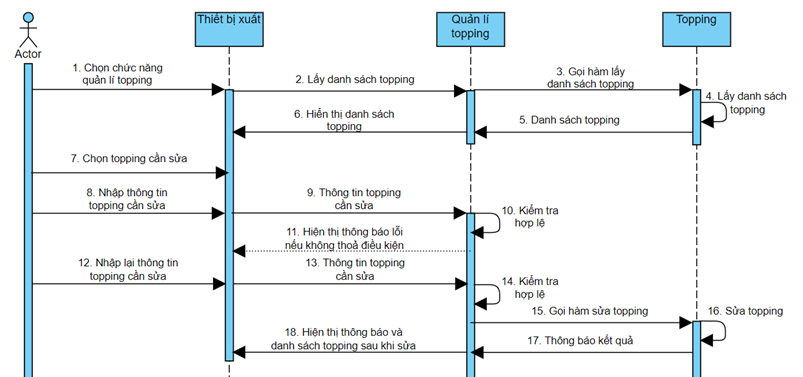 Thiết bị xuất
Quản lí
topping
Topping
Actor
1. Chọn chức năng
quản lí topping
2. Lấy danh sách topping
3. Gọi hàm lấy
danh sách topping
4. Lấy danh sách
topping
5. Danh sách topping
6. Hiển thị danh sách
topping
7. Chọn topping cần sửa
8. Nhập thông tin
topping cần sửa
9. Thông tin topping
cần sửa
10. Kiểm tra
hợp lệ
11. Hiện thị thông báo lỗi
nếu không thoả điều kiện
12. Nhập lại thông tin
topping cần sửa
13. Thông tin topping
cần sửa
14. Kiểm tra
hợp lệ
15. Gọi hàm sửa topping
16. Sửa topping
17. Thông báo kết quả
18. Hiện thị thông báo và
danh sách topping sau khi sửa